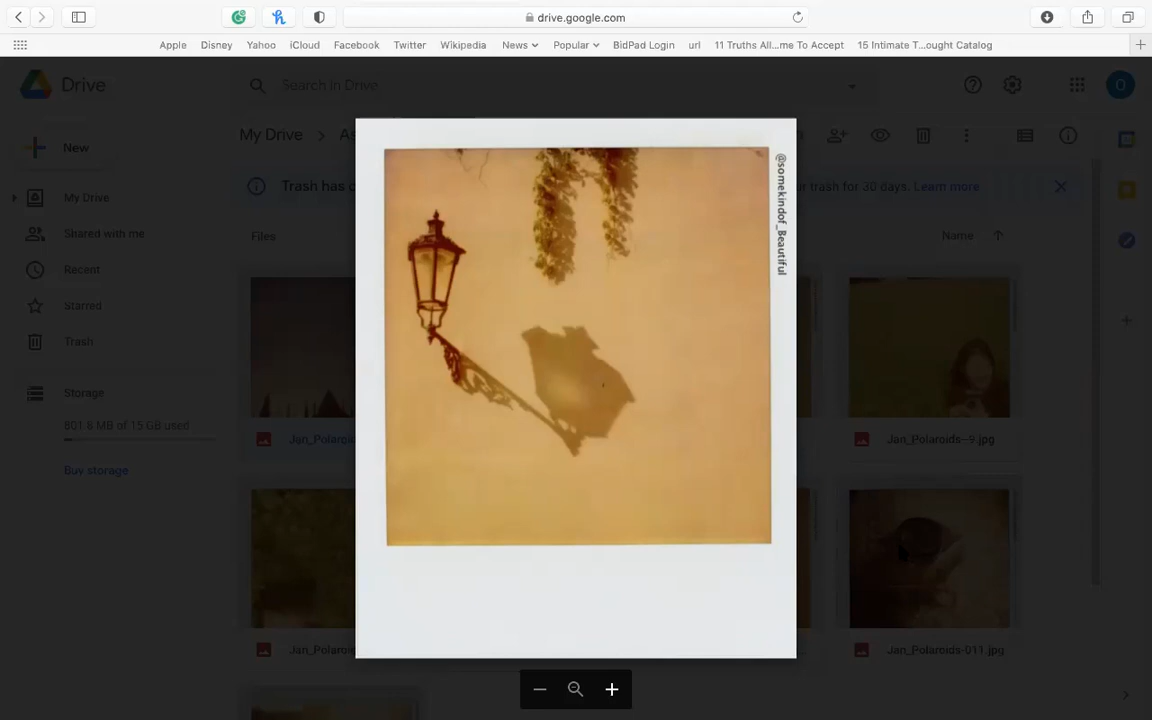 drive.google.com
Apple
Disney
Yahoo
iCloud
Facebook
Twitter
Wikipedia
News
Popular
BidPad Login
url
11 Truths All...me To Accept
15 Intimate T...ought Catalog
Drive
Search in Drive
O
My Drive
New
Trash has
ur trash for 30 days. Learn more
My Drive
@somekindof_Beautiful
Shared with me
Files
Name
Recent
Starred
Trash
Storage
801.8 MB of 15 GB used
Jan_Polaroid
Jan_Polaroids--9.jpg
Buy storage
Jan_Polaroid
Jan_Polaroids-011.jpg